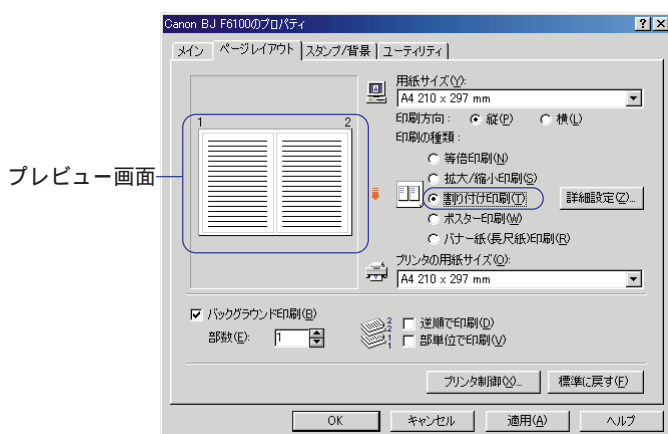 Canon BJ F6100のプロパティ
メイン ページレイアウト スタンプ/背景 ユーティリティ
用紙サイズ(Y):
A4 210 x 297 mm
印刷方向: 縦(P) 横(L)
印刷の種類:
等倍印刷(N)
拡大/縮小印刷(S)
割り付け印刷(T) 詳細設定(Z)...
ポスター印刷(W)
バナー紙(長尺紙)印刷(R)
プリンタの用紙サイズ(O):
A4 210 x 297 mm
1 2
プレビュー画面
バックグラウンド印刷(B)
部数(E): 1
2 2 1 1
逆順で印刷(D)
部単位で印刷(V)
プリンタ制御(X)... 標準に戻す(F)
OK キャンセル 適用(A) ヘルプ